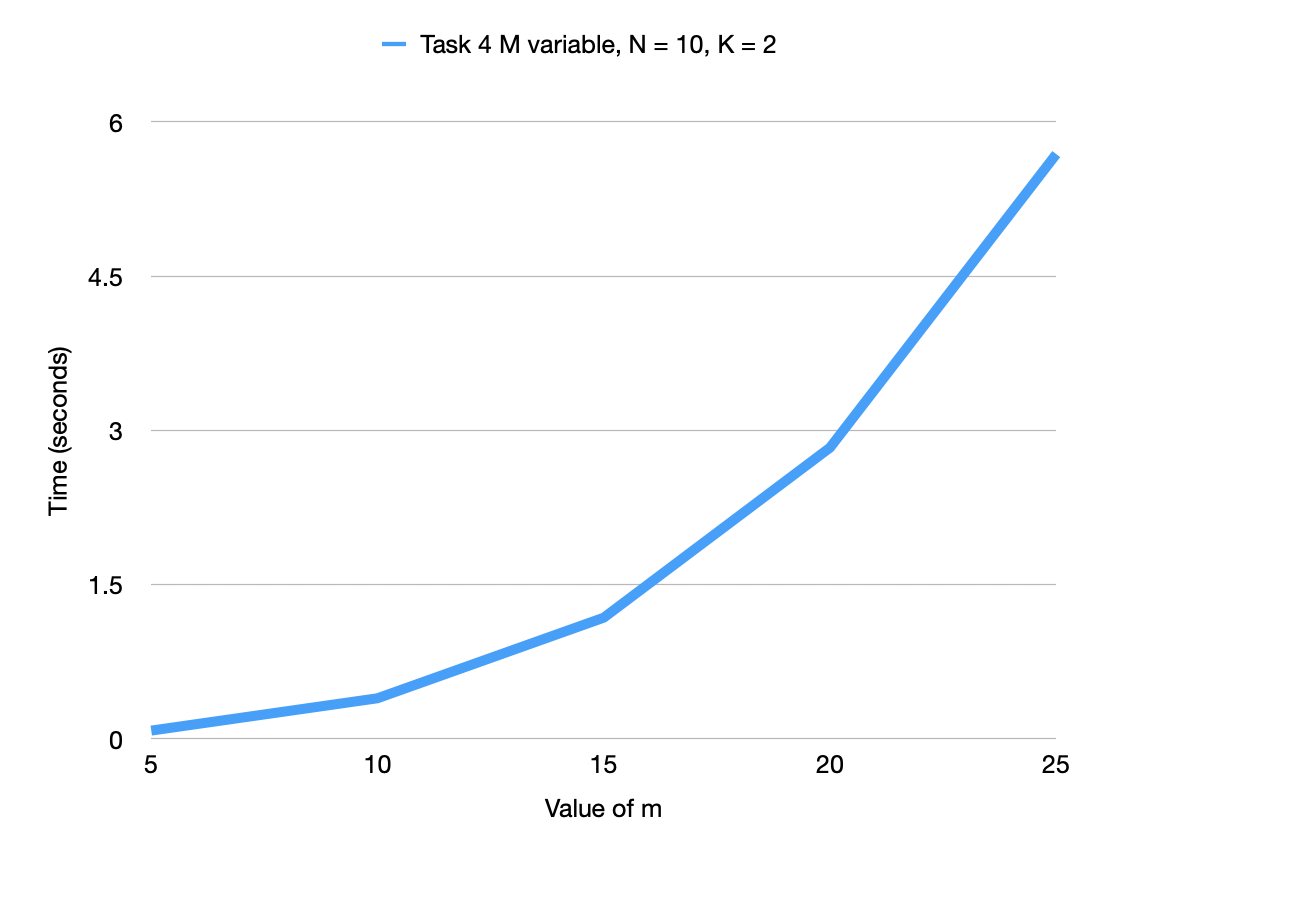 Task 4 M variable, N = 10, K = 2
6
4.5
3
1.5
0
Time (seconds)
5 10 15 20 25
Value of m